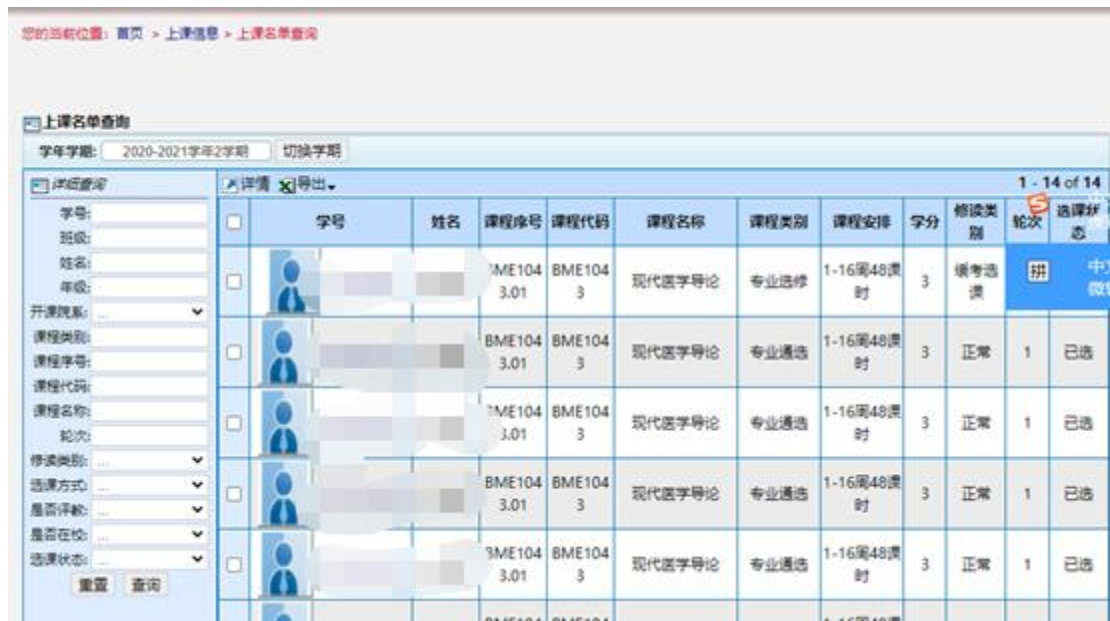 您的当前位置: 首页 > 上课信息 > 上课名单查询
上课名单查询
学年学期: 2020-2021学年2学期 切换学期
详细查询
详情 导出
1 - 14 of 14
学号:
班级:
姓名:
年级:
开课院系: ...
课程类别:
课程序号:
课程代码:
课程名称:
轮次:
修读类别: ...
选课方式: ...
是否评教: ...
是否在校: ...
选课状态: ...
重置 查询
学号 姓名 课程序号 课程代码 课程名称 课程类别 课程安排 学分 修读类别 轮次 选课状态
BME1043.01 BME1043 现代医学导论 专业选修 1-16周48课时 3 缓考选课 拼
BME1043.01 BME1043 现代医学导论 专业通选 1-16周48课时 3 正常 1 已选
BME1043.01 BME1043 现代医学导论 专业通选 1-16周48课时 3 正常 1 已选
BME1043.01 BME1043 现代医学导论 专业通选 1-16周48课时 3 正常 1 已选
BME1043.01 BME1043 现代医学导论 专业通选 1-16周48课时 3 正常 1 已选